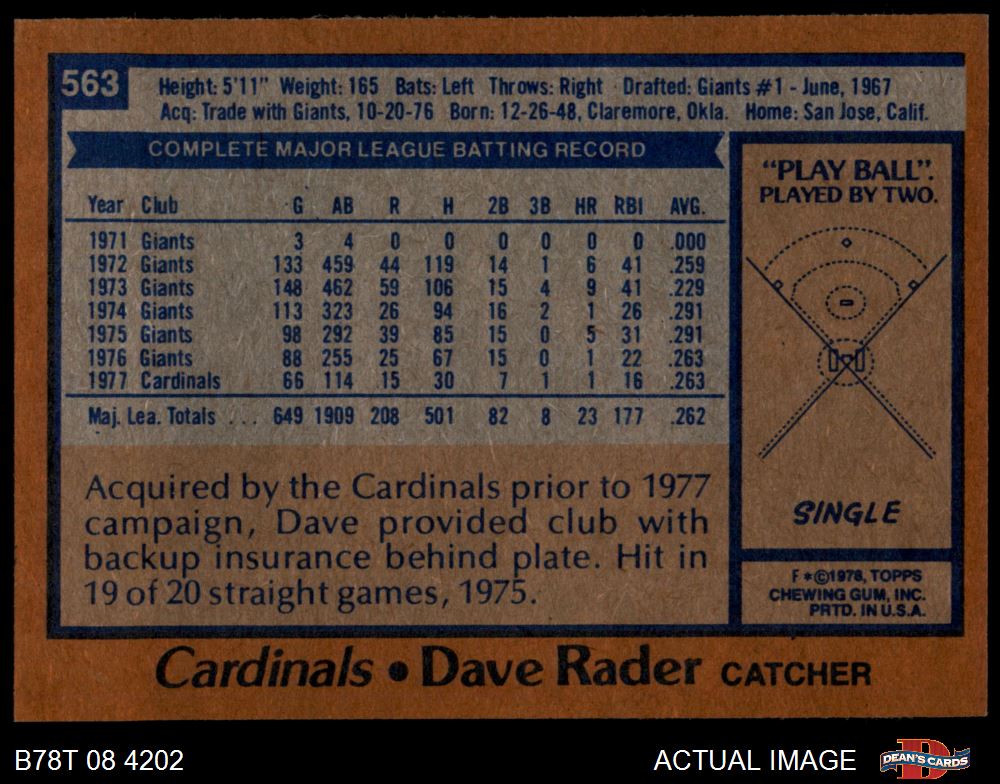 563
Height: 5'11" Weight: 165 Bats: Left Throws: Right Drafted: Giants #1 - June, 1967
Acq: Trade with Giants, 10-20-76 Born: 12-26-48, Claremore, Okla. Home: San Jose, Calif.
COMPLETE MAJOR LEAGUE BATTING RECORD
Year Club G AB R H 2B 3B HR RBI AVG.
1971 Giants 3 4 0 0 0 0 0 0 .000
1972 Giants 133 459 44 119 14 1 6 41 .259
1973 Giants 148 462 59 106 15 4 9 41 .229
1974 Giants 113 323 26 94 16 2 1 26 .291
1975 Giants 98 292 39 85 15 0 5 31 .291
1976 Giants 88 255 25 67 15 0 1 22 .263
1977 Cardinals 66 114 15 30 7 1 1 16 .263
Maj. Lea. Totals ... 649 1909 208 501 82 8 23 177 .262
Acquired by the Cardinals prior to 1977
campaign, Dave provided club with
backup insurance behind plate. Hit in
19 of 20 straight games, 1975.
"PLAY BALL".
PLAYED BY TWO.
SINGLE
F *©1978, TOPPS
CHEWING GUM, INC.
PRTD. IN U.S.A.
Cardinals • Dave Rader CATCHER
B78T 08 4202
ACTUAL IMAGE
DEAN'S CARDS